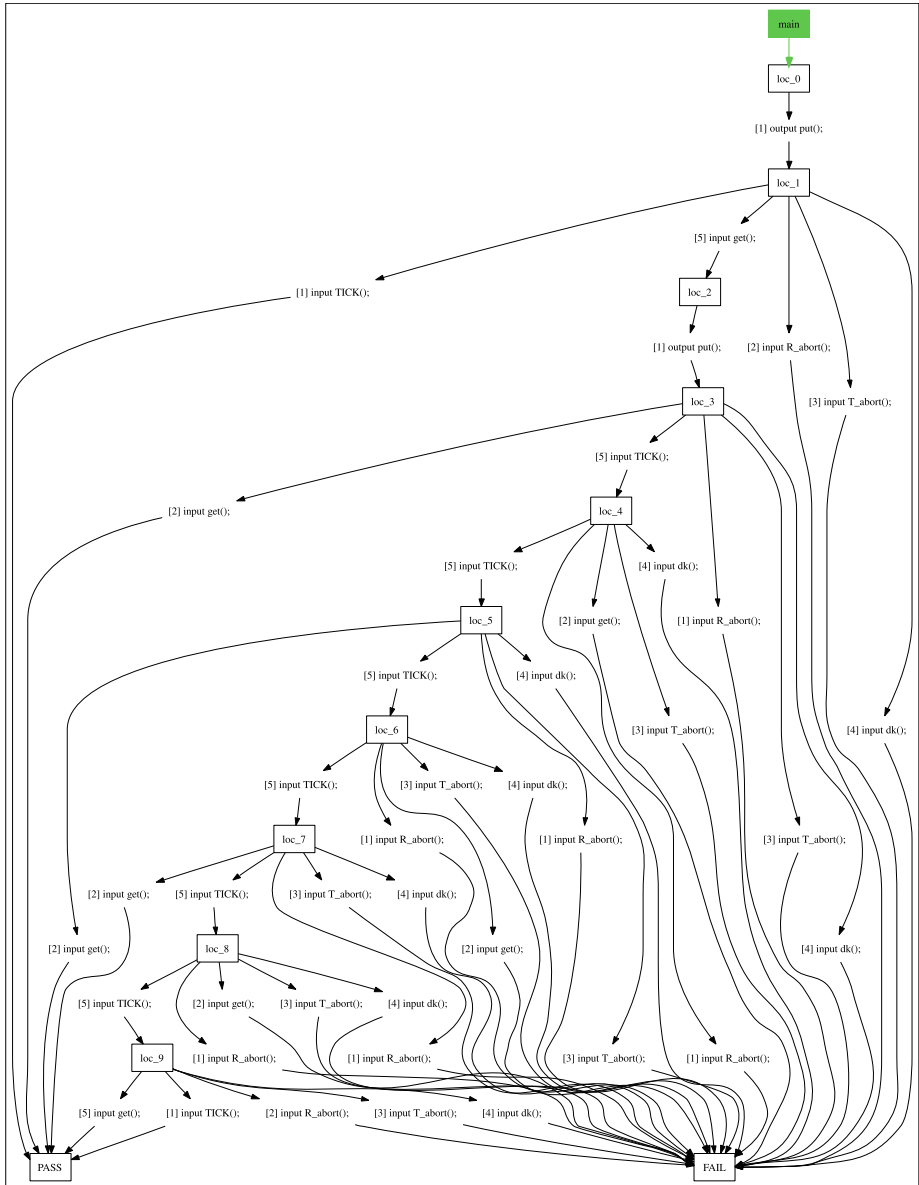 main
loc_0
[1] output put();
loc_1
[5] input get();
[1] input TICK();
loc_2
[1] output put();
[2] input R_abort();
loc_3
[3] input T_abort();
[5] input TICK();
[2] input get();
loc_4
[5] input TICK();
[4] input dk();
loc_5
[2] input get();
[1] input R_abort();
[5] input TICK();
[4] input dk();
loc_6
[3] input T_abort();
[4] input dk();
[5] input TICK();
[3] input T_abort();
[4] input dk();
loc_7
[1] input R_abort();
[1] input R_abort();
[3] input T_abort();
[2] input get();
[5] input TICK();
[3] input T_abort();
[4] input dk();
[2] input get();
loc_8
[2] input get();
[4] input dk();
[5] input TICK();
[2] input get();
[3] input T_abort();
[4] input dk();
loc_9
[1] input R_abort();
[1] input R_abort();
[3] input T_abort();
[1] input R_abort();
[5] input get();
[1] input TICK();
[2] input R_abort();
[3] input T_abort();
[4] input dk();
PASS
FAIL